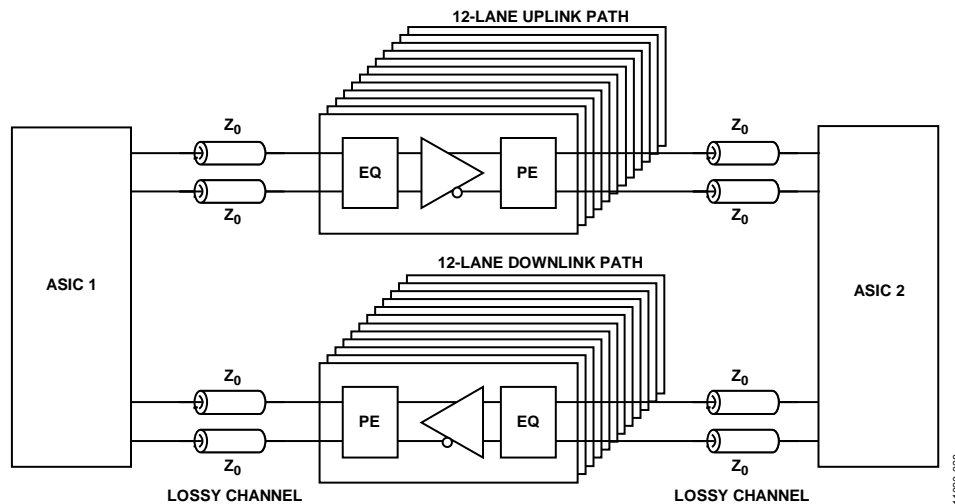 12-LANE UPLINK PATH
Z0 Z0
EQ PE
Z0 Z0
ASIC 1 ASIC 2
12-LANE DOWNLINK PATH
Z0 Z0
PE EQ
Z0 Z0
LOSSY CHANNEL LOSSY CHANNEL